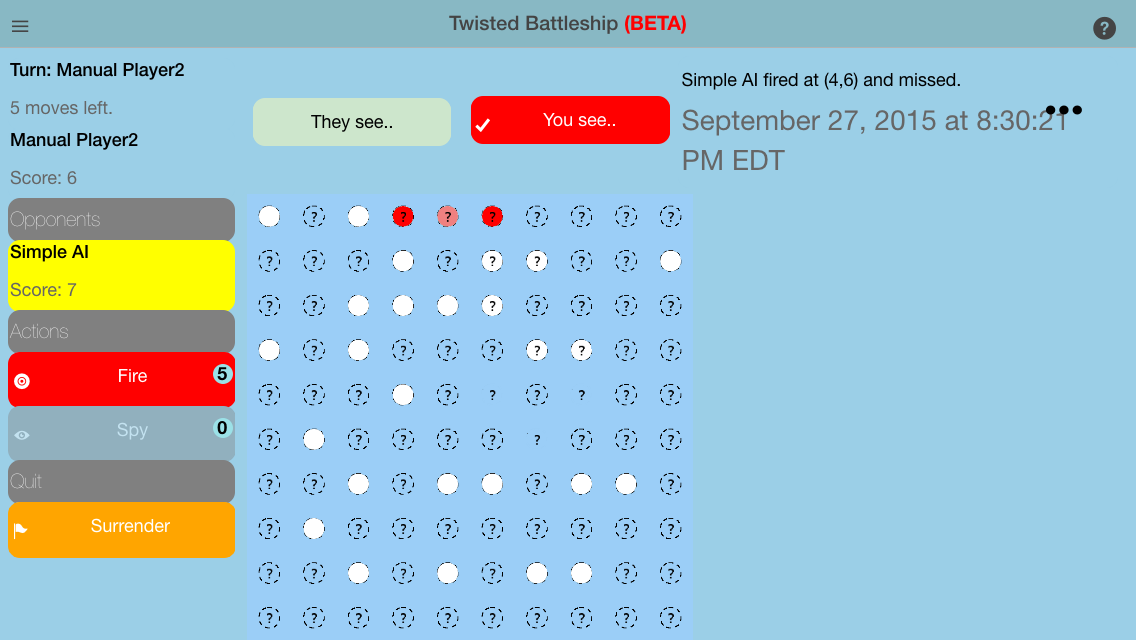 Twisted Battleship (BETA)
?
Turn: Manual Player2
5 moves left.
Manual Player2
Score: 6
Opponents
Simple AI
Score: 7
Actions
Fire 5
Spy 0
Quit
Surrender
They see..
You see..
Simple AI fired at (4,6) and missed.
September 27, 2015 at 8:30:21
PM EDT
? ? ? ? ? ? ? ?
? ? ? ? ? ? ? ?
? ? ? ? ? ? ?
? ? ? ? ? ? ? ?
? ? ? ? ? ? ? ? ?
? ? ? ? ? ? ? ? ?
? ? ? ? ?
? ? ? ? ? ? ? ? ?
? ? ? ? ? ?
? ? ? ? ? ? ? ? ? ?